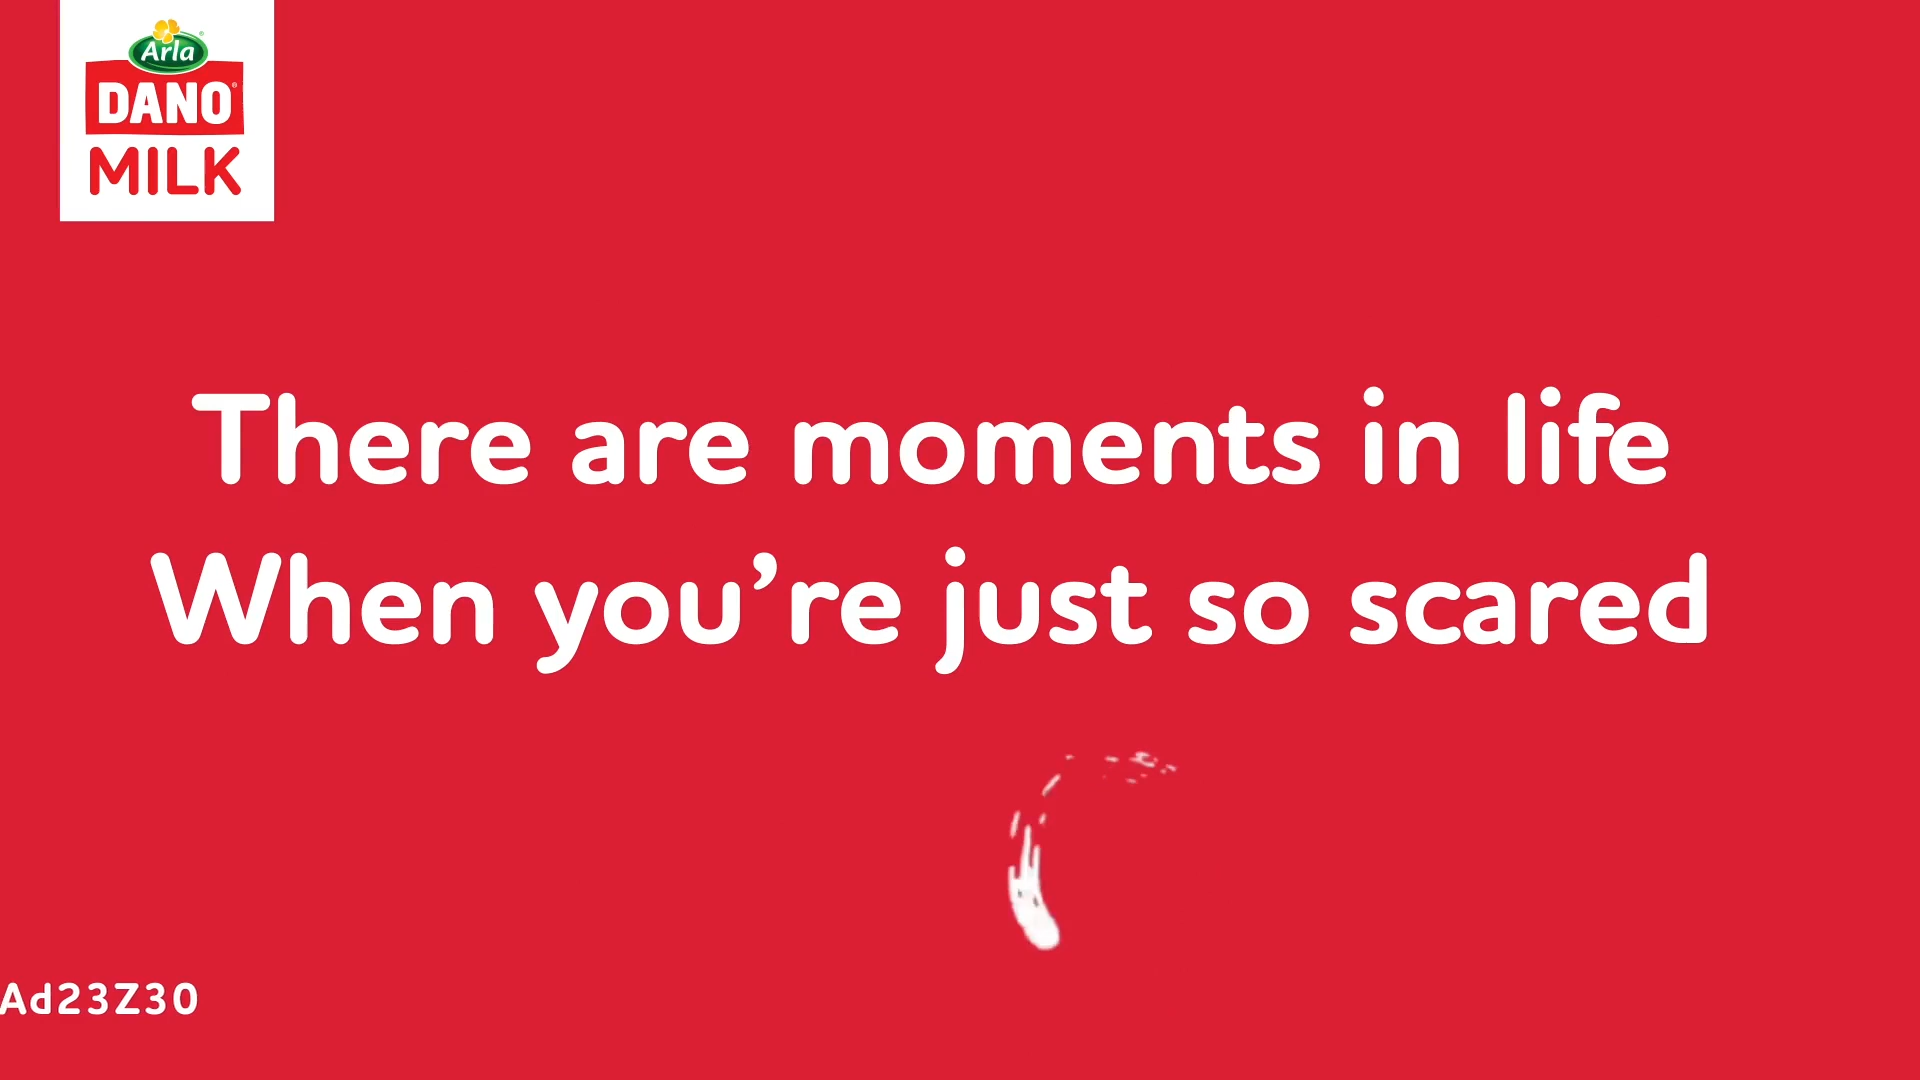 Arla
DANO
MILK
There are moments in life
When you’re just so scared
Ad23Z30